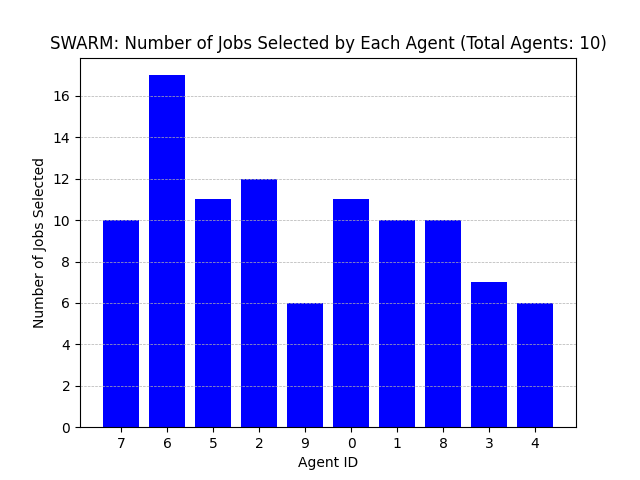 SWARM: Number of Jobs Selected by Each Agent (Total Agents: 10)
Number of Jobs Selected
16
14
12
10
8
6
4
2
0
7 6 5 2 9 0 1 8 3 4
Agent ID